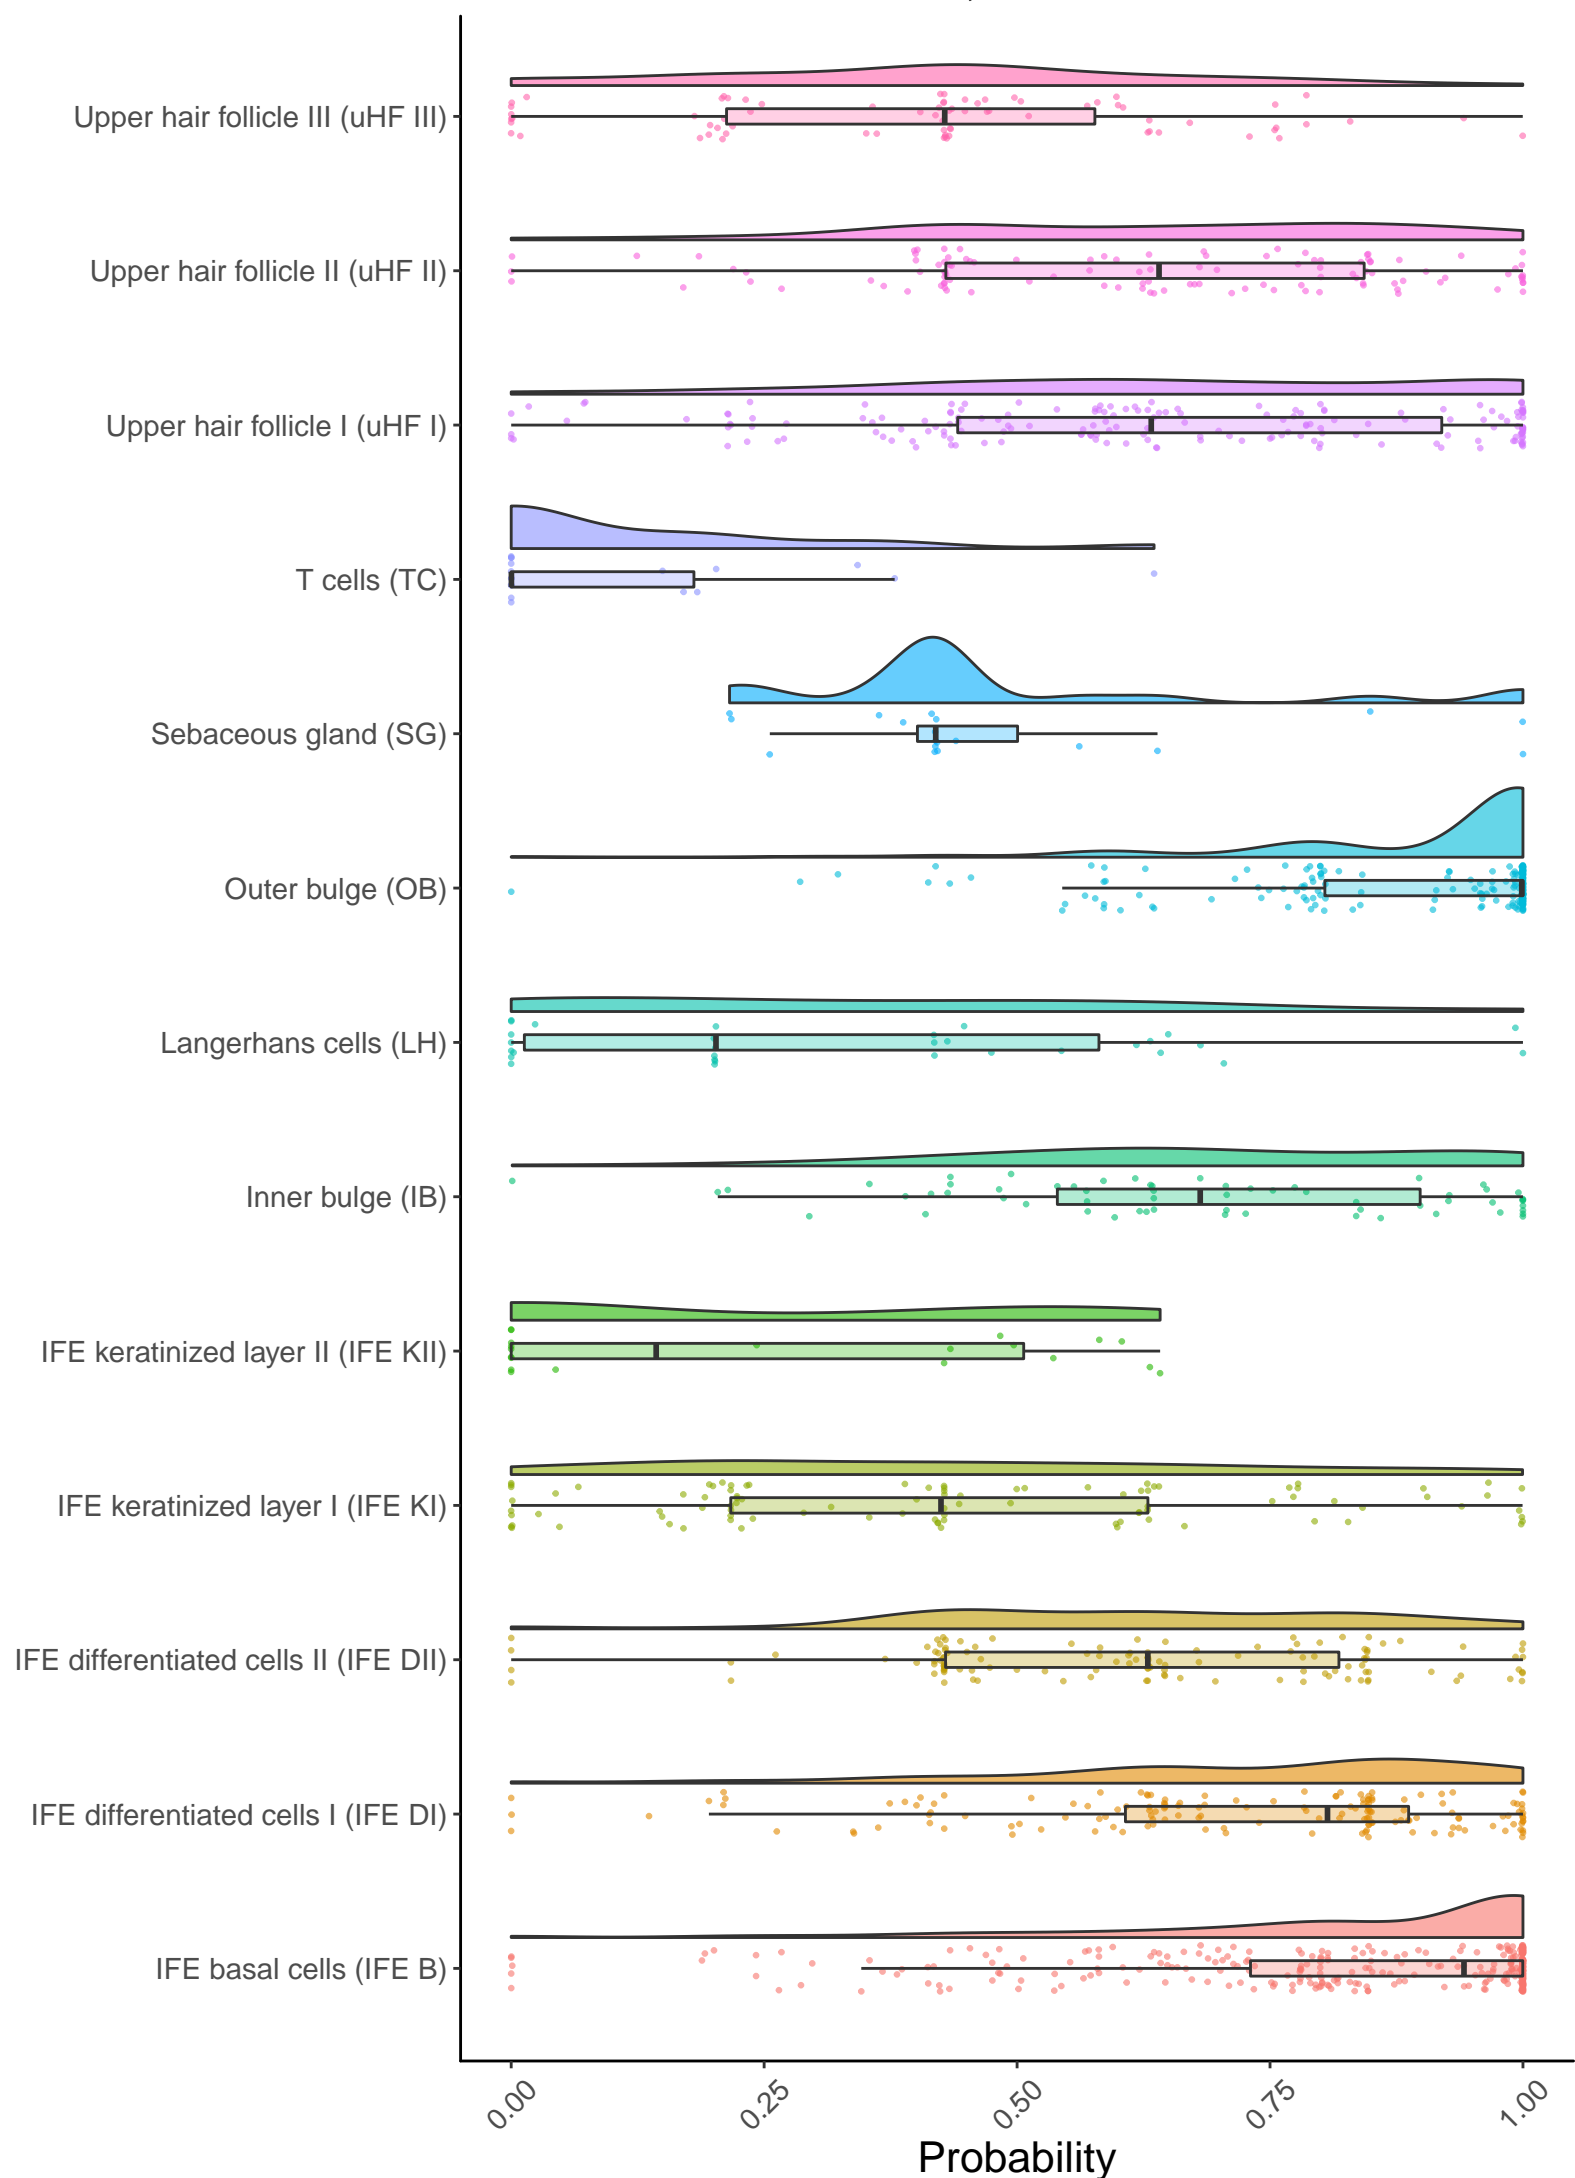 Upper hair follicle III (uHF III)
Upper hair follicle II (uHF II)
Upper hair follicle I (uHF I)
T cells (TC)
Sebaceous gland (SG)
Outer bulge (OB)
Langerhans cells (LH)
Inner bulge (IB)
IFE keratinized layer II (IFE KII)
IFE keratinized layer I (IFE KI)
IFE differentiated cells II (IFE DII)
IFE differentiated cells I (IFE DI)
IFE basal cells (IFE B)
0.00 0.25 0.50 0.75 1.00
Probability